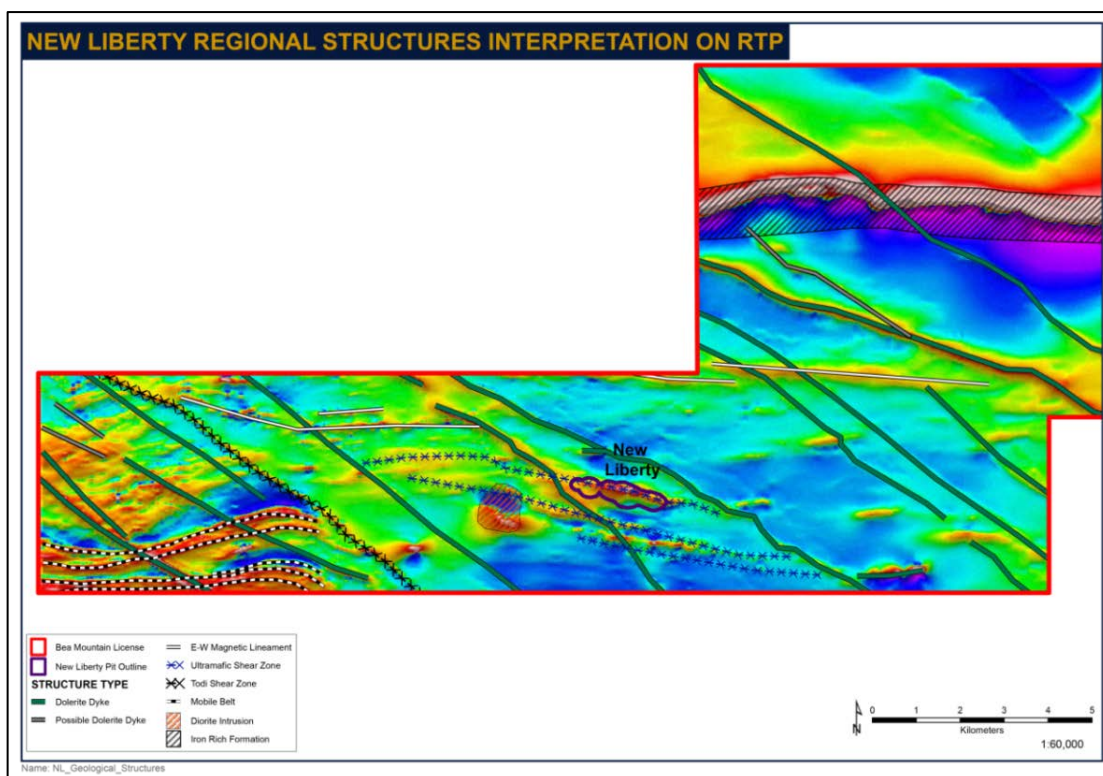 NEW LIBERTY REGIONAL STRUCTURES INTERPRETATION ON RTP
New
Liberty
Bea Mountain License
New Liberty Pit Outline
STRUCTURE TYPE
Dolerite Dyke
Possible Dolerite Dyke
E-W Magnetic Lineament
Ultramafic Shear Zone
Todi Shear Zone
Mobile Belt
Diorite Intrusion
Iron Rich Formation
N
0 1 2 3 4 5
Kilometers
1:60,000
Name: NL_Geological_Structures